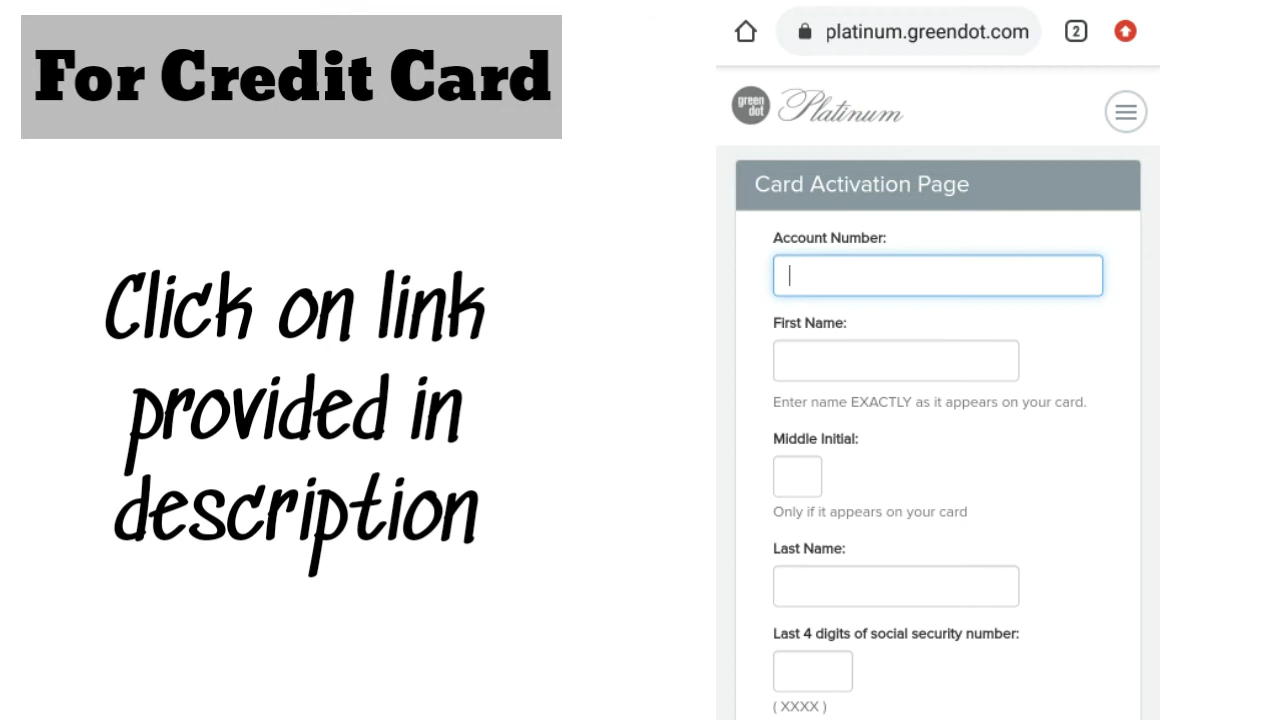 For Credit Card
Click on link
provided in
description
platinum.greendot.com
2
green
dot
Platinum
Card Activation Page
Account Number:
First Name:
Enter name EXACTLY as it appears on your card.
Middle Initial:
Only if it appears on your card
Last Name:
Last 4 digits of social security number:
( XXXX )